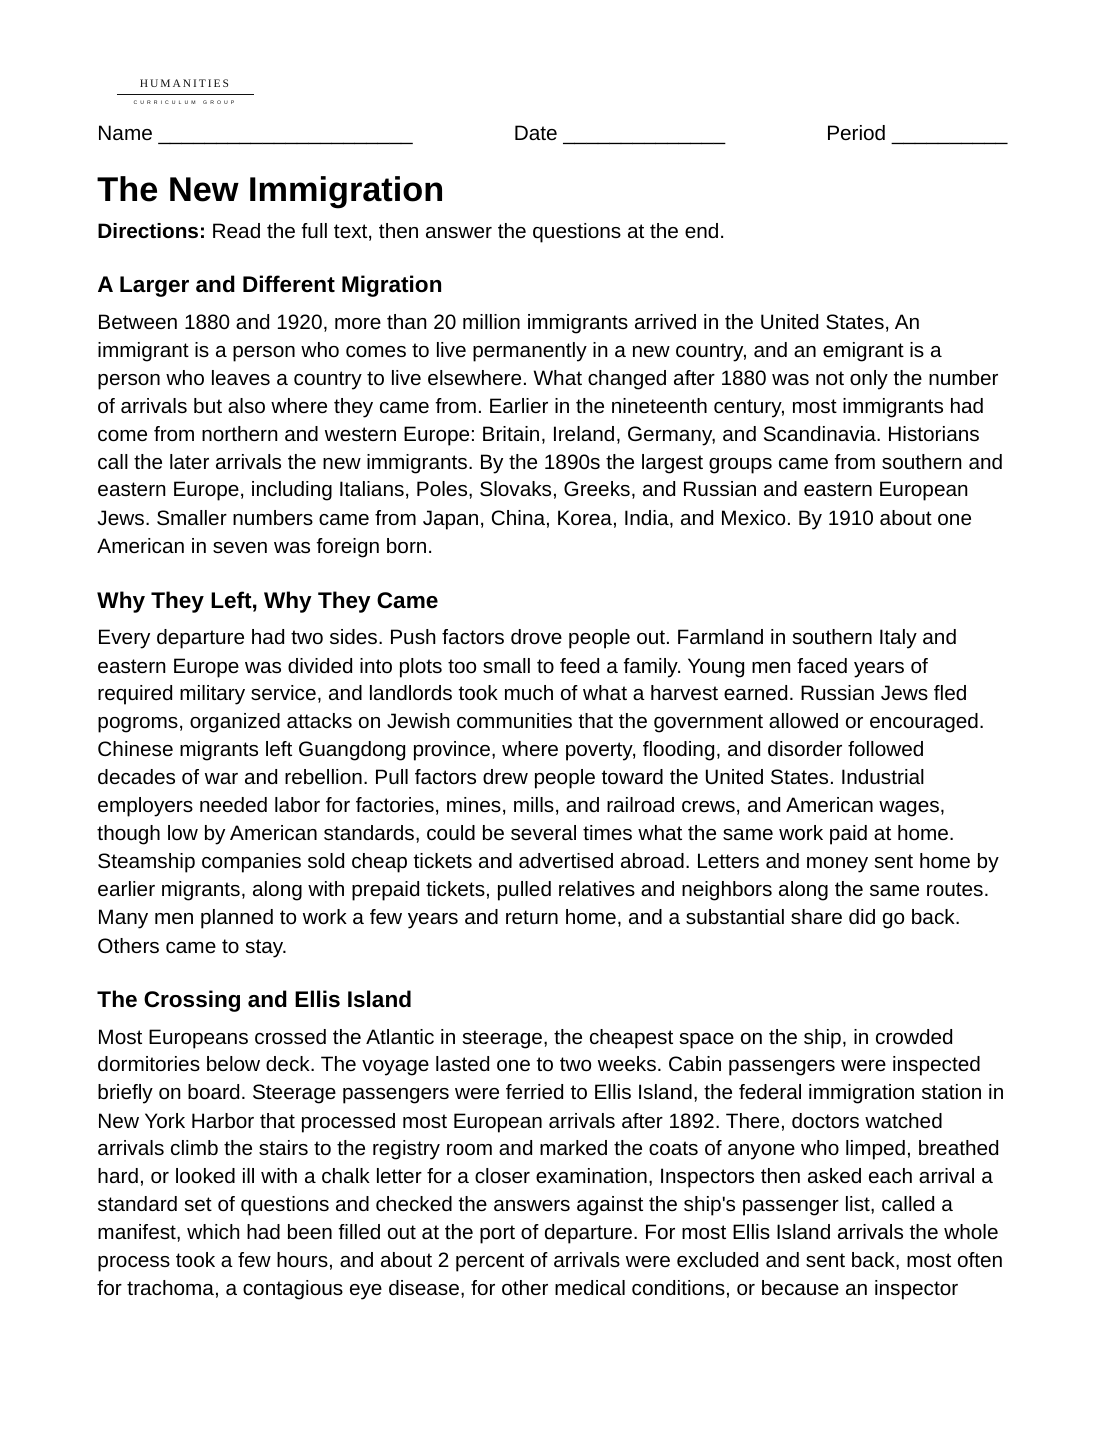 HUMANITIES
CURRICULUM GROUP
Name ______________________ Date ______________ Period __________
The New Immigration
Directions: Read the full text, then answer the questions at the end.
A Larger and Different Migration
Between 1880 and 1920, more than 20 million immigrants arrived in the United States, An
immigrant is a person who comes to live permanently in a new country, and an emigrant is a
person who leaves a country to live elsewhere. What changed after 1880 was not only the number
of arrivals but also where they came from. Earlier in the nineteenth century, most immigrants had
come from northern and western Europe: Britain, Ireland, Germany, and Scandinavia. Historians
call the later arrivals the new immigrants. By the 1890s the largest groups came from southern and
eastern Europe, including Italians, Poles, Slovaks, Greeks, and Russian and eastern European
Jews. Smaller numbers came from Japan, China, Korea, India, and Mexico. By 1910 about one
American in seven was foreign born.
Why They Left, Why They Came
Every departure had two sides. Push factors drove people out. Farmland in southern Italy and
eastern Europe was divided into plots too small to feed a family. Young men faced years of
required military service, and landlords took much of what a harvest earned. Russian Jews fled
pogroms, organized attacks on Jewish communities that the government allowed or encouraged.
Chinese migrants left Guangdong province, where poverty, flooding, and disorder followed
decades of war and rebellion. Pull factors drew people toward the United States. Industrial
employers needed labor for factories, mines, mills, and railroad crews, and American wages,
though low by American standards, could be several times what the same work paid at home.
Steamship companies sold cheap tickets and advertised abroad. Letters and money sent home by
earlier migrants, along with prepaid tickets, pulled relatives and neighbors along the same routes.
Many men planned to work a few years and return home, and a substantial share did go back.
Others came to stay.
The Crossing and Ellis Island
Most Europeans crossed the Atlantic in steerage, the cheapest space on the ship, in crowded
dormitories below deck. The voyage lasted one to two weeks. Cabin passengers were inspected
briefly on board. Steerage passengers were ferried to Ellis Island, the federal immigration station in
New York Harbor that processed most European arrivals after 1892. There, doctors watched
arrivals climb the stairs to the registry room and marked the coats of anyone who limped, breathed
hard, or looked ill with a chalk letter for a closer examination, Inspectors then asked each arrival a
standard set of questions and checked the answers against the ship's passenger list, called a
manifest, which had been filled out at the port of departure. For most Ellis Island arrivals the whole
process took a few hours, and about 2 percent of arrivals were excluded and sent back, most often
for trachoma, a contagious eye disease, for other medical conditions, or because an inspector